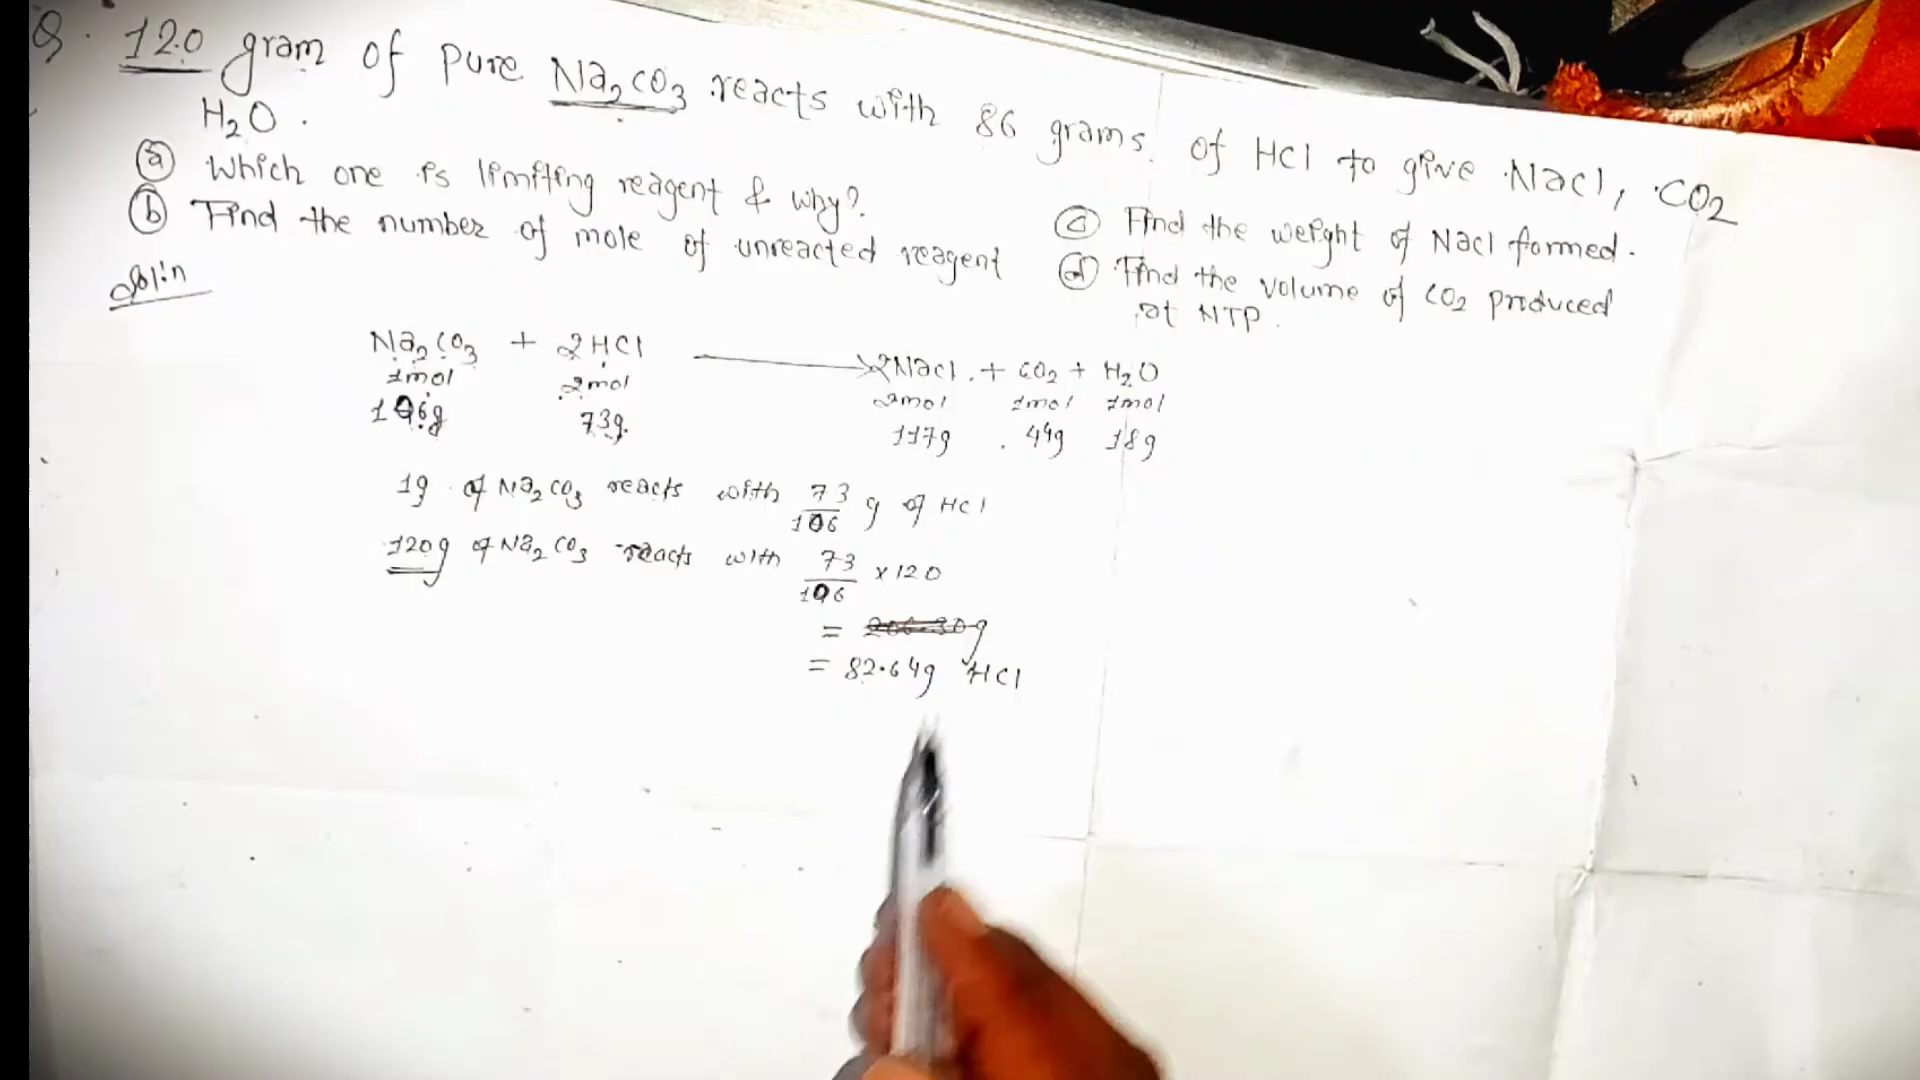 Q. 120 gram of pure Na2CO3 reacts with 86 grams of HCl to give NaCl, CO2
H2O.
(a) Which one is limiting reagent & why?
(b) Find the number of mole of unreacted reagent
(c) Find the weight of NaCl formed.
(d) Find the volume of CO2 produced
at NTP.
Sol:n
Na2CO3 + 2HCl → 2NaCl + CO2 + H2O
1mol 2mol 2mol 1mol 1mol
106g 73g 117g 44g 18g
1g of Na2CO3 reacts with 73/106 g of HCl
120g of Na2CO3 reacts with 73/106 x 120
= g
= 82.64g HCl